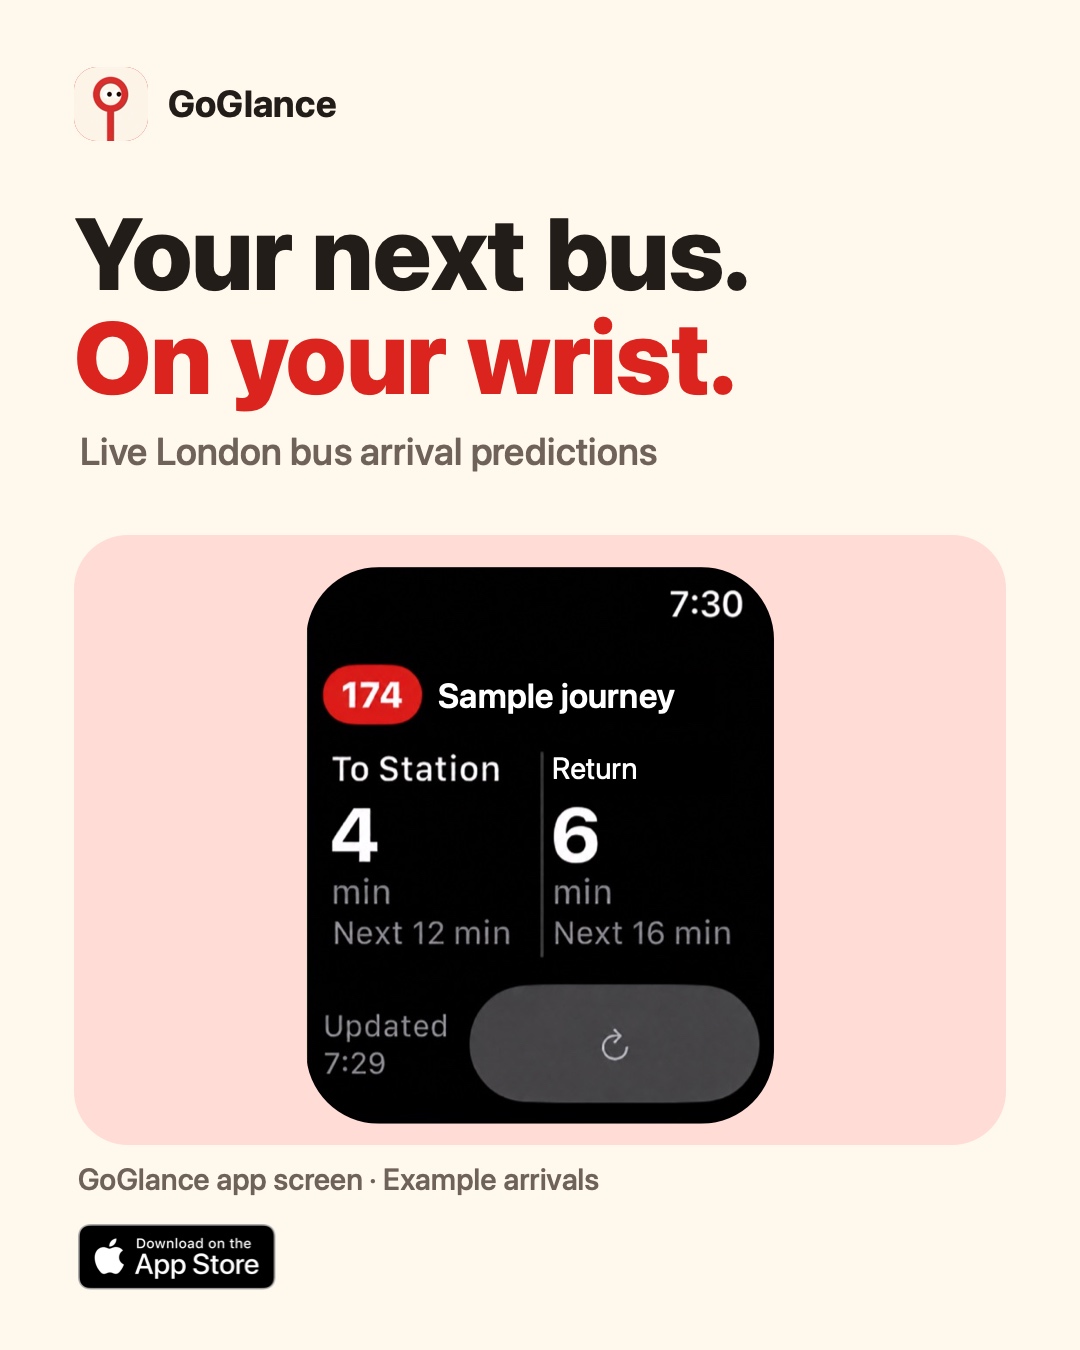 GoGlance
Your next bus.
On your wrist.
Live London bus arrival predictions
7:30
174 Sample journey
To Station
4
min
Next 12 min
Return
6
min
Next 16 min
Updated
7:29
GoGlance app screen · Example arrivals
Download on the
App Store